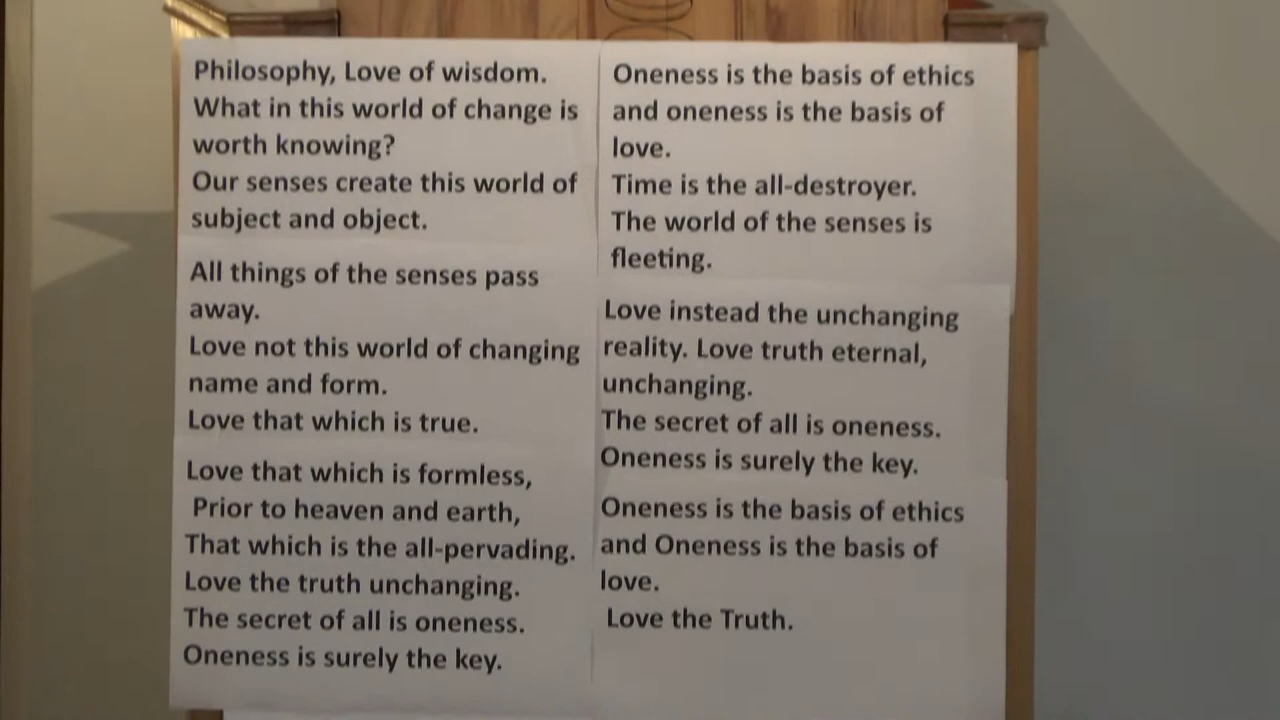 Philosophy, Love of wisdom.
What in this world of change is
worth knowing?
Our senses create this world of
subject and object.
All things of the senses pass
away.
Love not this world of changing
name and form.
Love that which is true.
Love that which is formless,
Prior to heaven and earth,
That which is the all-pervading.
Love the truth unchanging.
The secret of all is oneness.
Oneness is surely the key.
Oneness is the basis of ethics
and oneness is the basis of
love.
Time is the all-destroyer.
The world of the senses is
fleeting.
Love instead the unchanging
reality. Love truth eternal,
unchanging.
The secret of all is oneness.
Oneness is surely the key.
Oneness is the basis of ethics
and Oneness is the basis of
love.
Love the Truth.